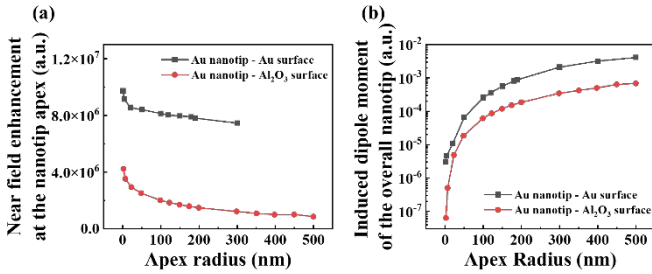 (a)
Near field enhancement
at the nanotip apex (a.u.)
1.2×10⁷
8.0×10⁶
4.0×10⁶
0.0
Au nanotip - Au surface
Au nanotip - Al₂O₃ surface
0 100 200 300 400 500
Apex radius (nm)
(b)
Induced dipole moment
of the overall nanotip (a.u.)
10⁻²
10⁻³
10⁻⁴
10⁻⁵
10⁻⁶
10⁻⁷
Au nanotip - Au surface
Au nanotip - Al₂O₃ surface
0 100 200 300 400 500
Apex Radius (nm)